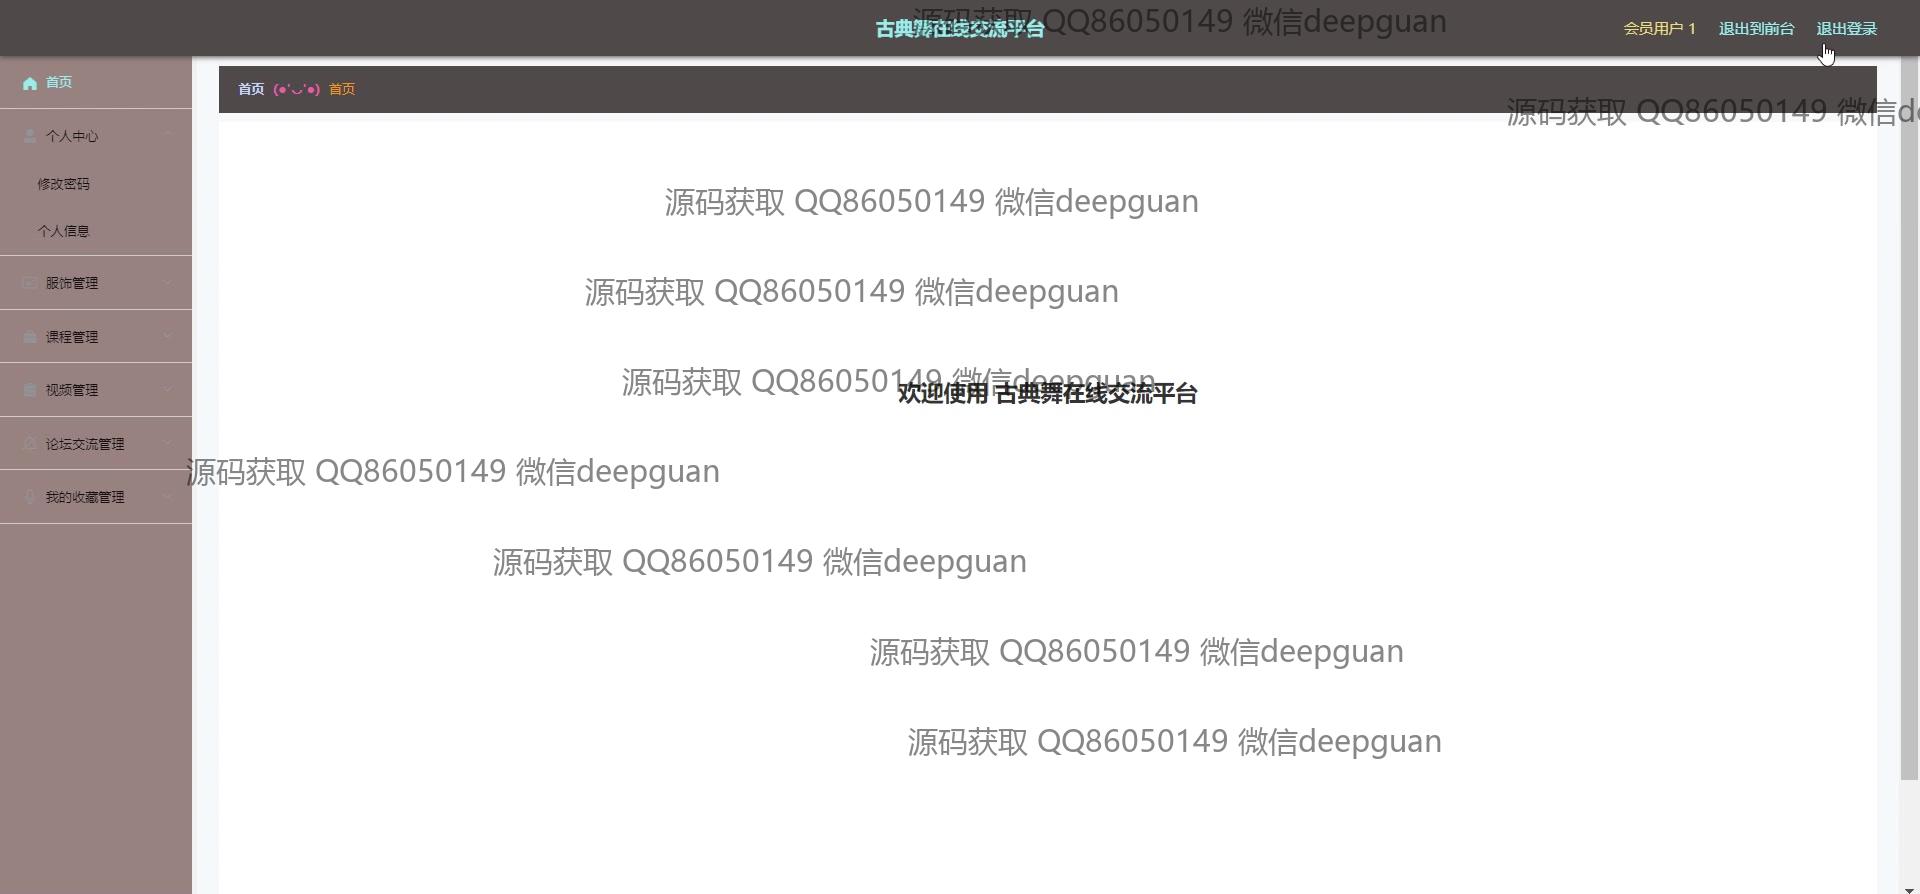 古典舞在线交流平台
源码获取 QQ86050149 微信deepguan
会员用户 1 退出到前台 退出登录
首页
首页 (●'◡'●) 首页
源码获取 QQ86050149 微信de
个人中心
修改密码
源码获取 QQ86050149 微信deepguan
个人信息
服饰管理
源码获取 QQ86050149 微信deepguan
课程管理
视频管理
源码获取 QQ86050149 微信deepguan
欢迎使用 古典舞在线交流平台
论坛交流管理
源码获取 QQ86050149 微信deepguan
我的收藏管理
源码获取 QQ86050149 微信deepguan
源码获取 QQ86050149 微信deepguan
源码获取 QQ86050149 微信deepguan